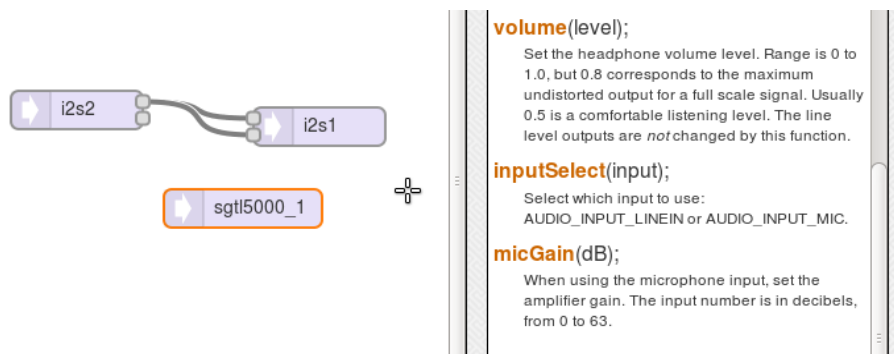 i2s2
i2s1
sgtl5000_1
volume(level);
Set the headphone volume level. Range is 0 to
1.0, but 0.8 corresponds to the maximum
undistorted output for a full scale signal. Usually
0.5 is a comfortable listening level. The line
level outputs are not changed by this function.
inputSelect(input);
Select which input to use:
AUDIO_INPUT_LINEIN or AUDIO_INPUT_MIC.
micGain(dB);
When using the microphone input, set the
amplifier gain. The input number is in decibels,
from 0 to 63.